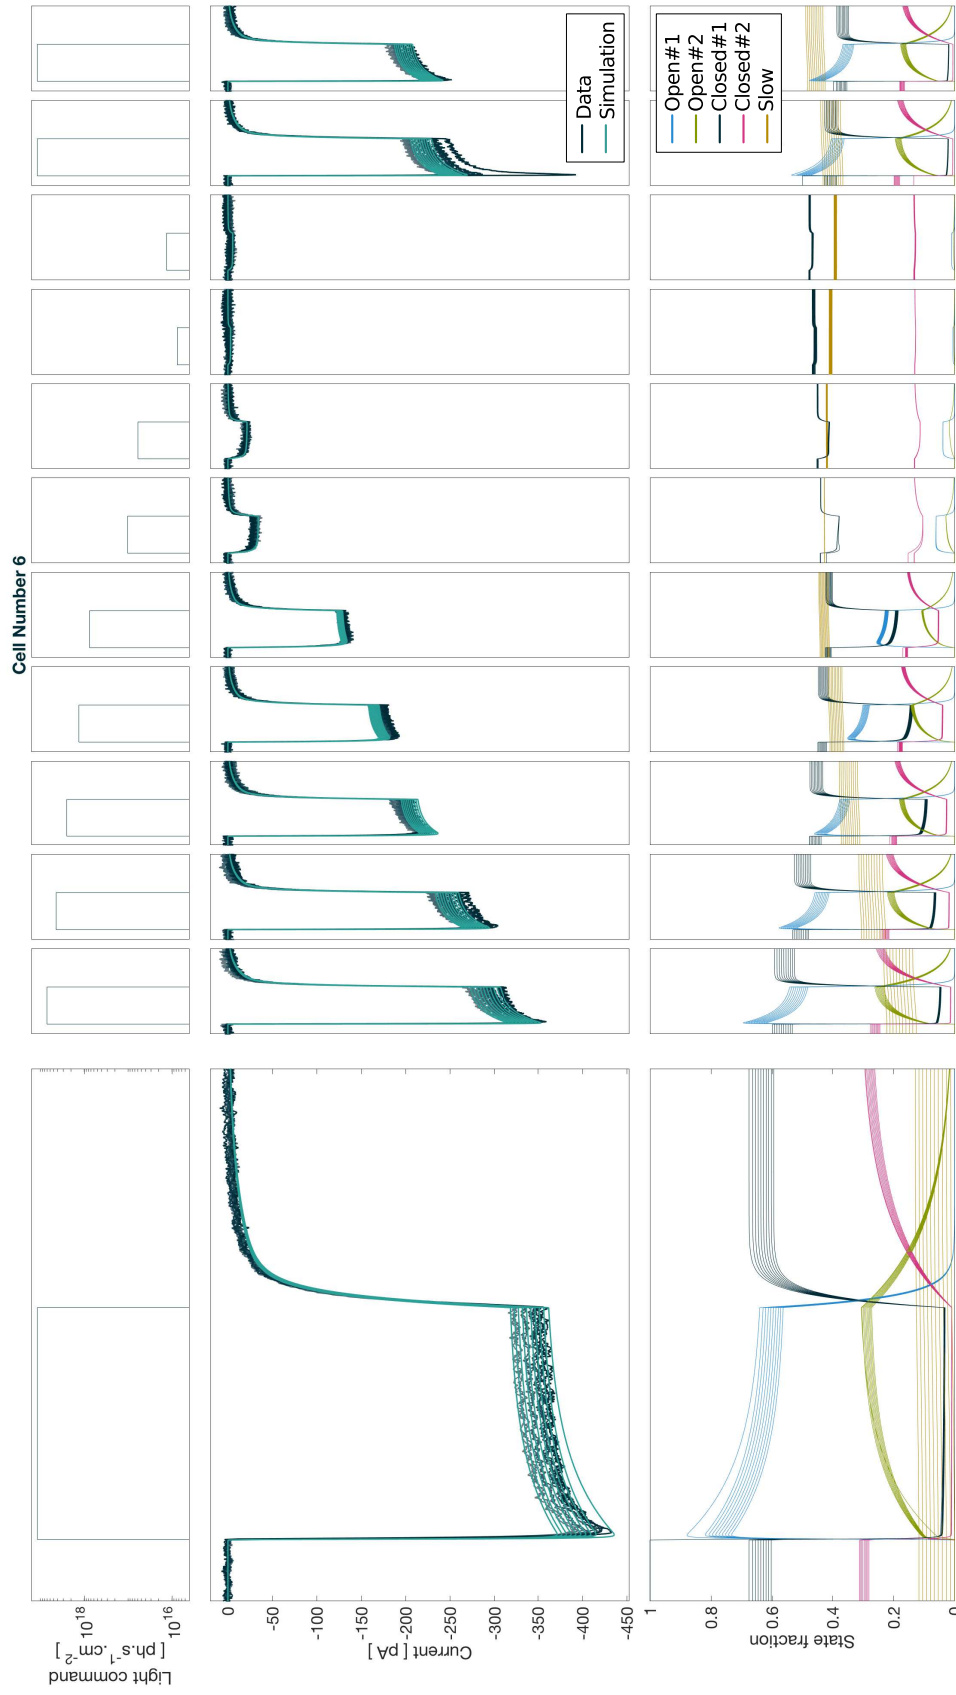 Cell Number 6
Light command
[ ph.s⁻¹.cm⁻² ]
10¹⁸
10¹⁶
Current [ pA ]
0
-50
-100
-150
-200
-250
-300
-350
-400
-450
Data
Simulation
State fraction
1
0.8
0.6
0.4
0.2
0
Open#1
Open#2
Closed#1
Closed#2
Slow